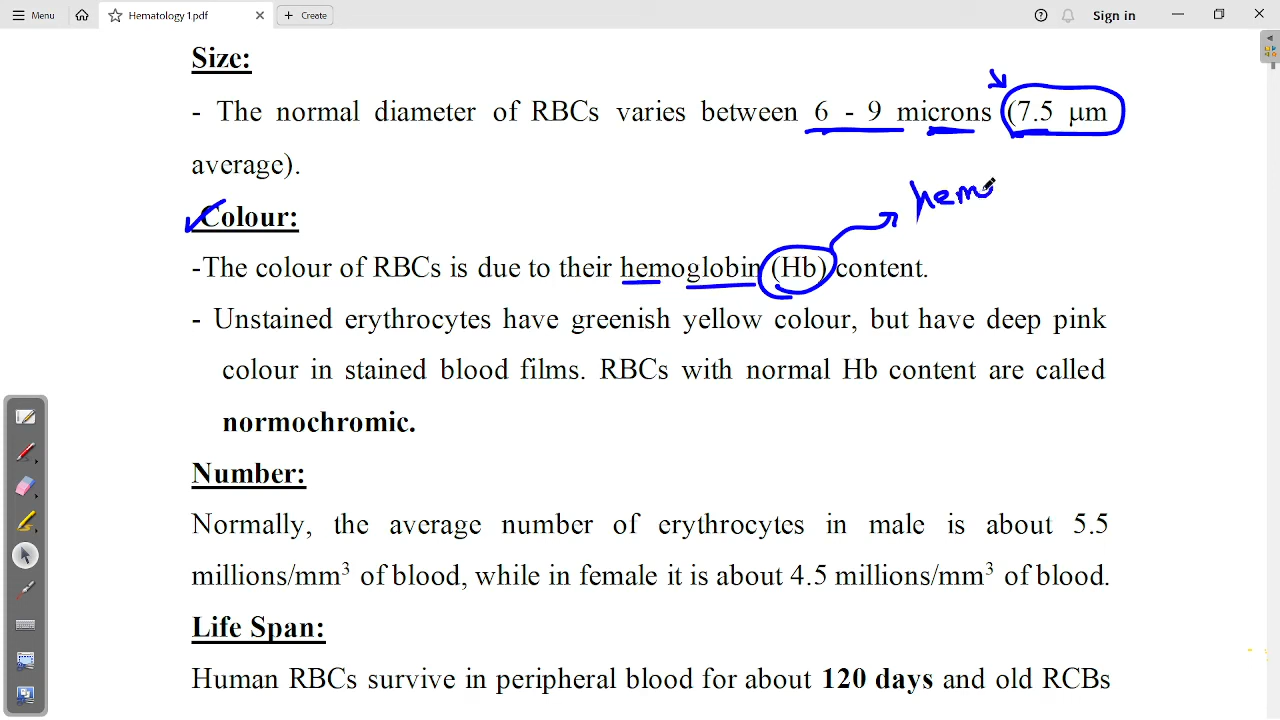 Menu
Hematology 1.pdf
Create
Sign in
Size:
- The normal diameter of RBCs varies between 6 - 9 microns (7.5 μm
average).
hem
Colour:
-The colour of RBCs is due to their hemoglobin (Hb) content.
- Unstained erythrocytes have greenish yellow colour, but have deep pink
colour in stained blood films. RBCs with normal Hb content are called
normochromic.
Number:
Normally, the average number of erythrocytes in male is about 5.5
millions/mm³ of blood, while in female it is about 4.5 millions/mm³ of blood.
Life Span:
Human RBCs survive in peripheral blood for about 120 days and old RCBs